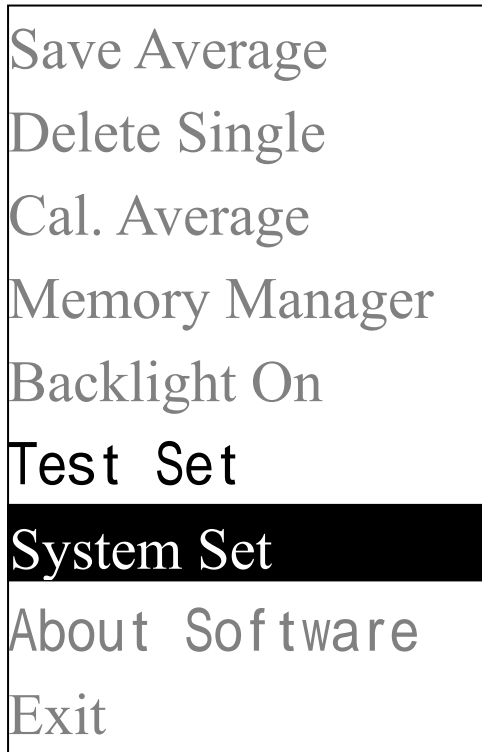 Save Average
Delete Single
Cal. Average
Memory Manager
Backlight On
Test Set
System Set
About Software
Exit